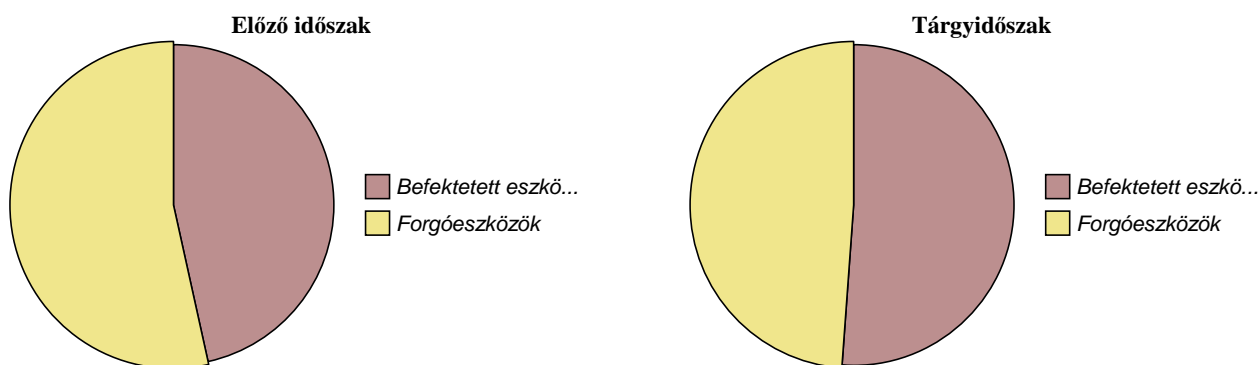 Előző időszak
Befektetett eszkö...
Forgóeszközök
Tárgyidőszak
Befektetett eszkö...
Forgóeszközök